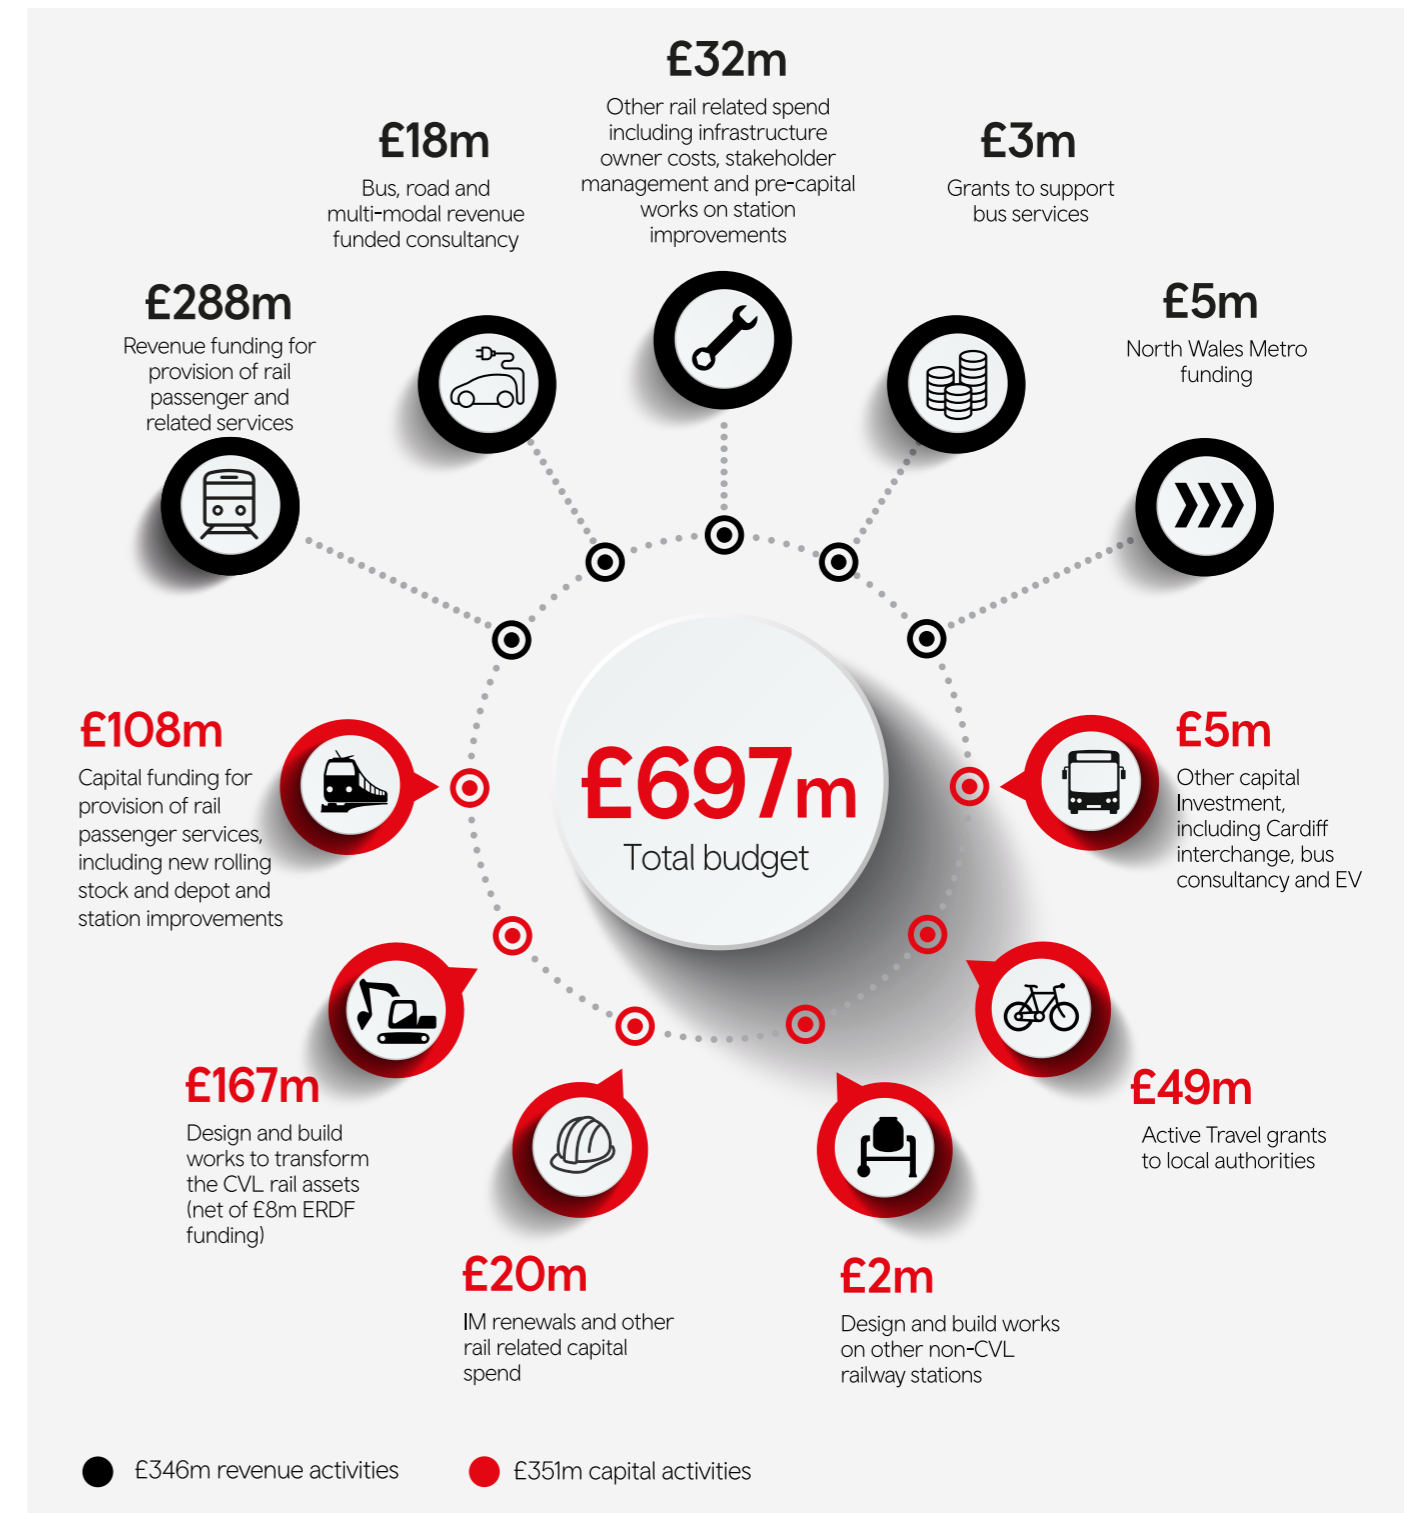 £32m
Other rail related spend
including infrastructure
owner costs, stakeholder
management and pre-capital
works on station
improvements
£18m
Bus, road and
multi-modal revenue
funded consultancy
£3m
Grants to support
bus services
£288m
Revenue funding for
provision of rail
passenger and
related services
£5m
North Wales Metro
funding
£697m
Total budget
£108m
Capital funding for
provision of rail
passenger services,
including new rolling
stock and depot and
station improvements
£5m
Other capital
Investment,
including Cardiff
interchange, bus
consultancy and EV
£167m
Design and build
works to transform
the CVL rail assets
(net of £8m ERDF
funding)
£49m
Active Travel grants
to local authorities
£20m
IM renewals and other
rail related capital
spend
£2m
Design and build works
on other non-CVL
railway stations
£346m revenue activities
£351m capital activities